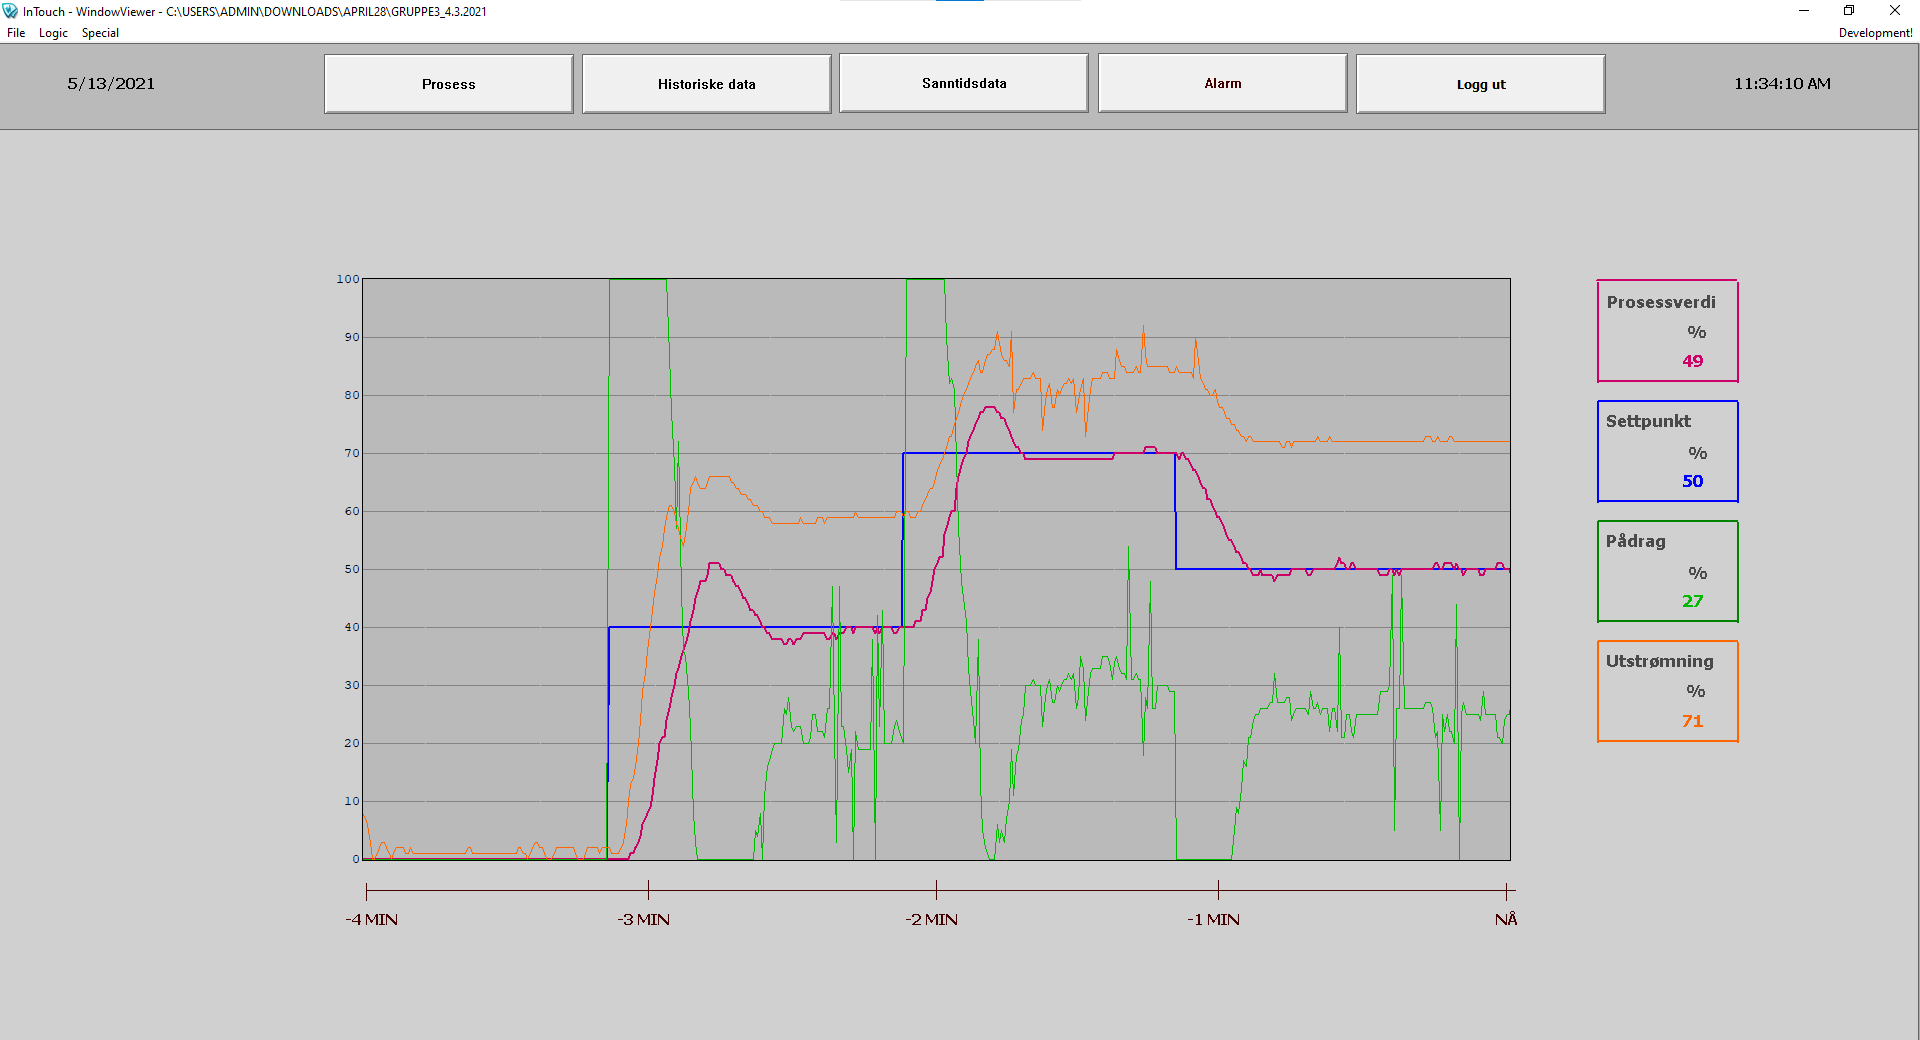 InTouch - WindowViewer - C:\USERS\ADMIN\DOWNLOADS\APRIL28\GRUPPE3_4.3.2021
File Logic Special Development!
5/13/2021 Prosess Historiske data Sanntidsdata Alarm Logg ut 11:34:10 AM
100
90
80
70
60
50
40
30
20
10
0
-4 MIN -3 MIN -2 MIN -1 MIN NÅ
Prosessverdi
%
49
Settpunkt
%
50
Pådrag
%
27
Utstrømning
%
71